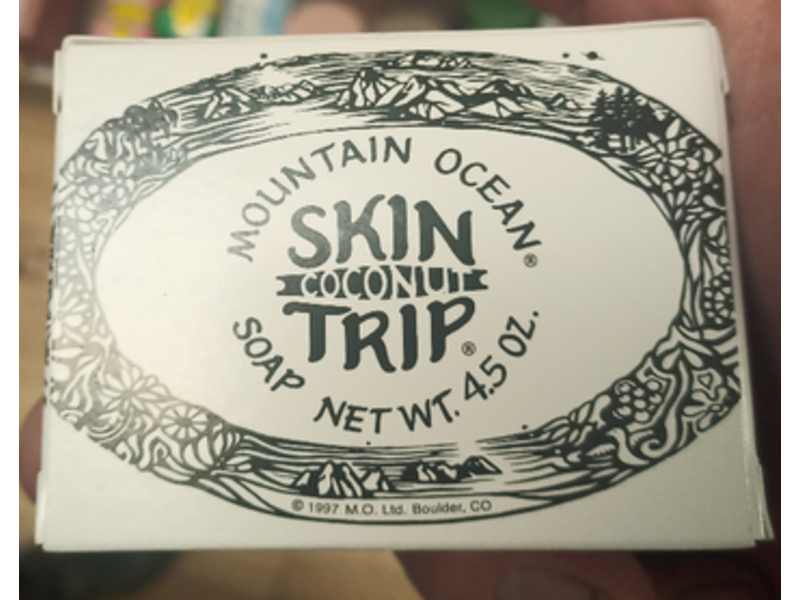 MOUNTAIN OCEAN®
SKIN
COCONUT
TRIP®
SOAP NET WT. 4.5 OZ.
© 1997 M.O. Ltd. Boulder, CO